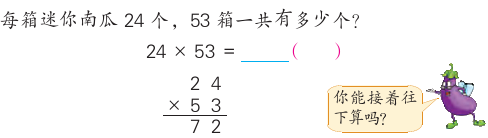 每箱迷你南瓜 24 个，53 箱一共有多少个？
24 × 53 = ____（　　）
2 4
× 5 3
7 2
你能接着往
下算吗？